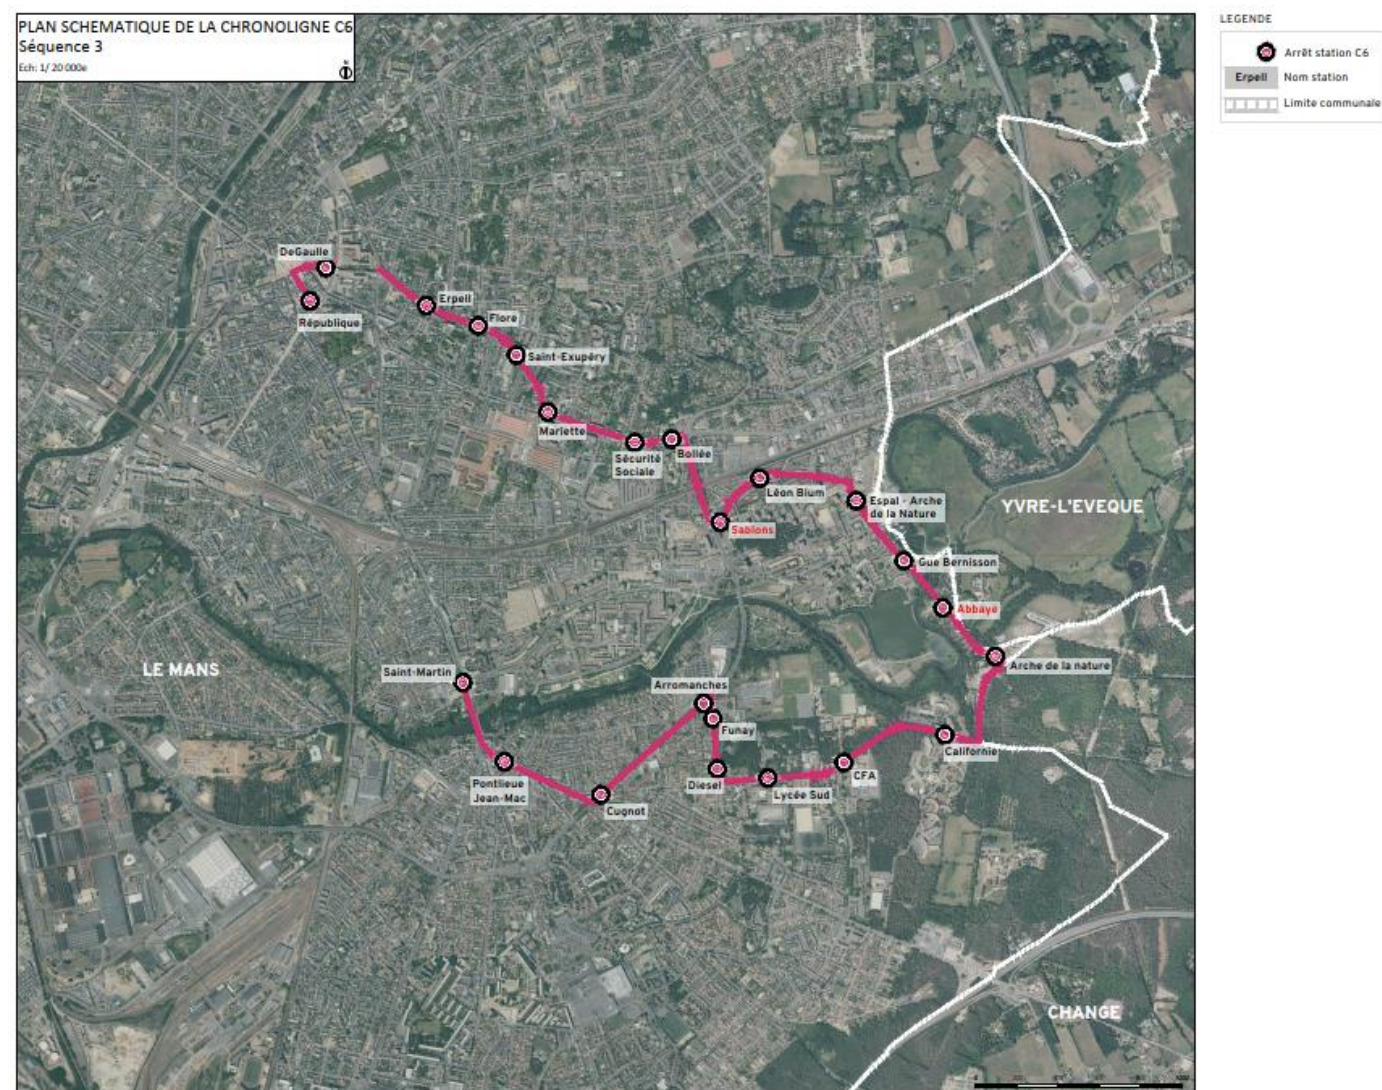 PLAN SCHEMATIQUE DE LA CHRONOLIGNE C6
Séquence 3
Ech: 1/ 20 000e
LEGENDE
Arrêt station C6
Erpell Nom station
Limite communale
DeGaulle
République
Erpell
Flore
Saint-Exupéry
Mariette
Sécurité
Sociale
Bollée
Léon Blum
Sablons
Espal - Arche
de la Nature
YVRE-L'EVEQUE
Gue Bernisson
Abbaye
Arche de la nature
LE MANS
Saint-Martin
Arromanches
Funay
Californie
Pontlieue
Jean-Mac
Cugnot
Diesel
Lycée Sud
CFA
CHANGE